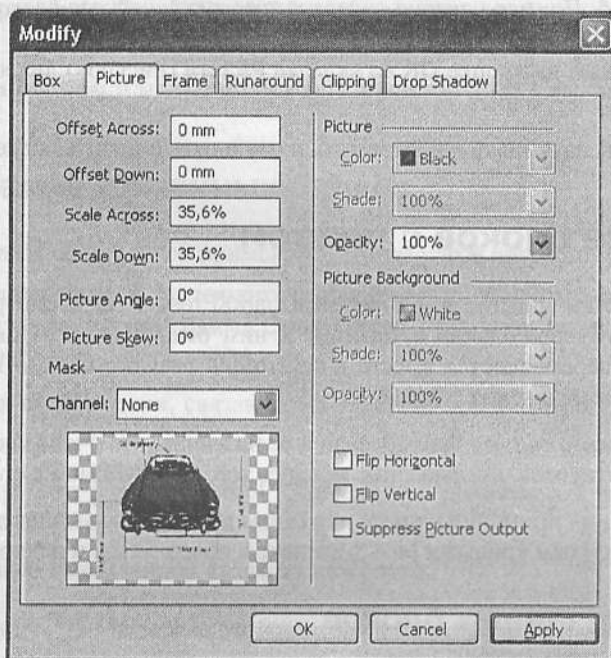 Modify
Box Picture Frame Runaround Clipping Drop Shadow
Offset Across: 0 mm
Offset Down: 0 mm
Scale Across: 35,6%
Scale Down: 35,6%
Picture Angle: 0°
Picture Skew: 0°
Mask
Channel: None
Picture
Color: Black
Shade: 100%
Opacity: 100%
Picture Background
Color: White
Shade: 100%
Opacity: 100%
Flip Horizontal
Flip Vertical
Suppress Picture Output
OK Cancel Apply